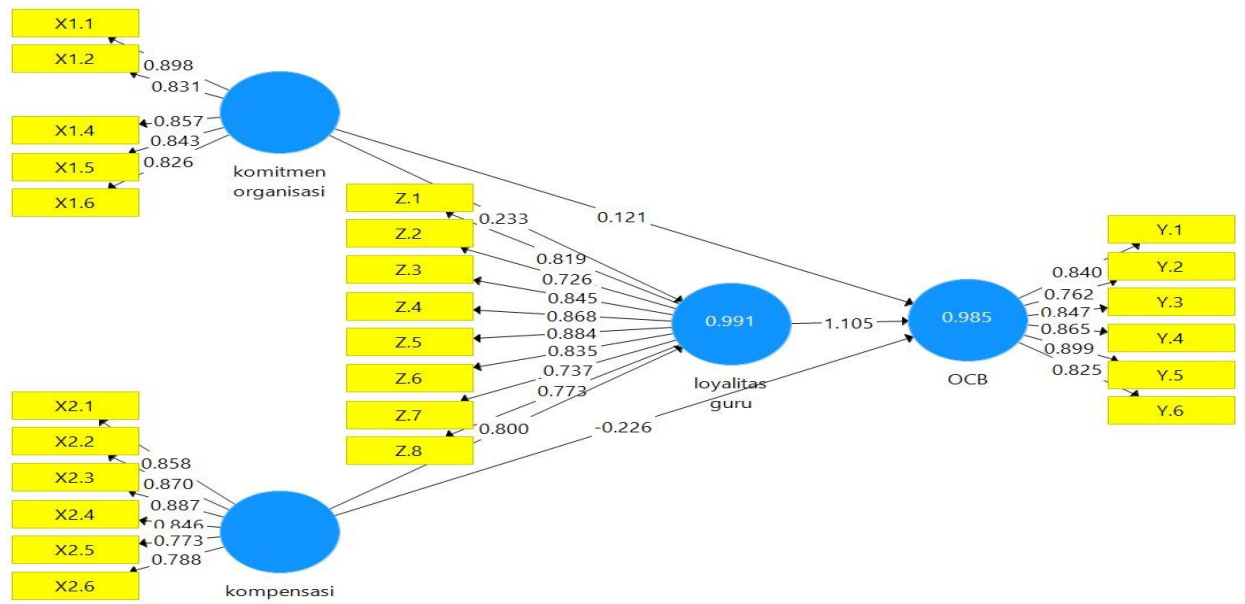 X1.1
X1.2
X1.4
X1.5
X1.6
0.898
0.831
0.857
0.843
0.826
komitmen
organisasi
Z.1
Z.2
Z.3
Z.4
Z.5
Z.6
Z.7
Z.8
0.233
0.819
0.726
0.845
0.868
0.884
0.835
0.737
0.773
0.800
0.121
0.991
loyalitas
guru
1.105
-0.226
0.985
OCB
0.840
0.762
0.847
0.865
0.899
0.825
Y.1
Y.2
Y.3
Y.4
Y.5
Y.6
X2.1
X2.2
X2.3
X2.4
X2.5
X2.6
0.858
0.870
0.887
0.846
0.773
0.788
kompensasi